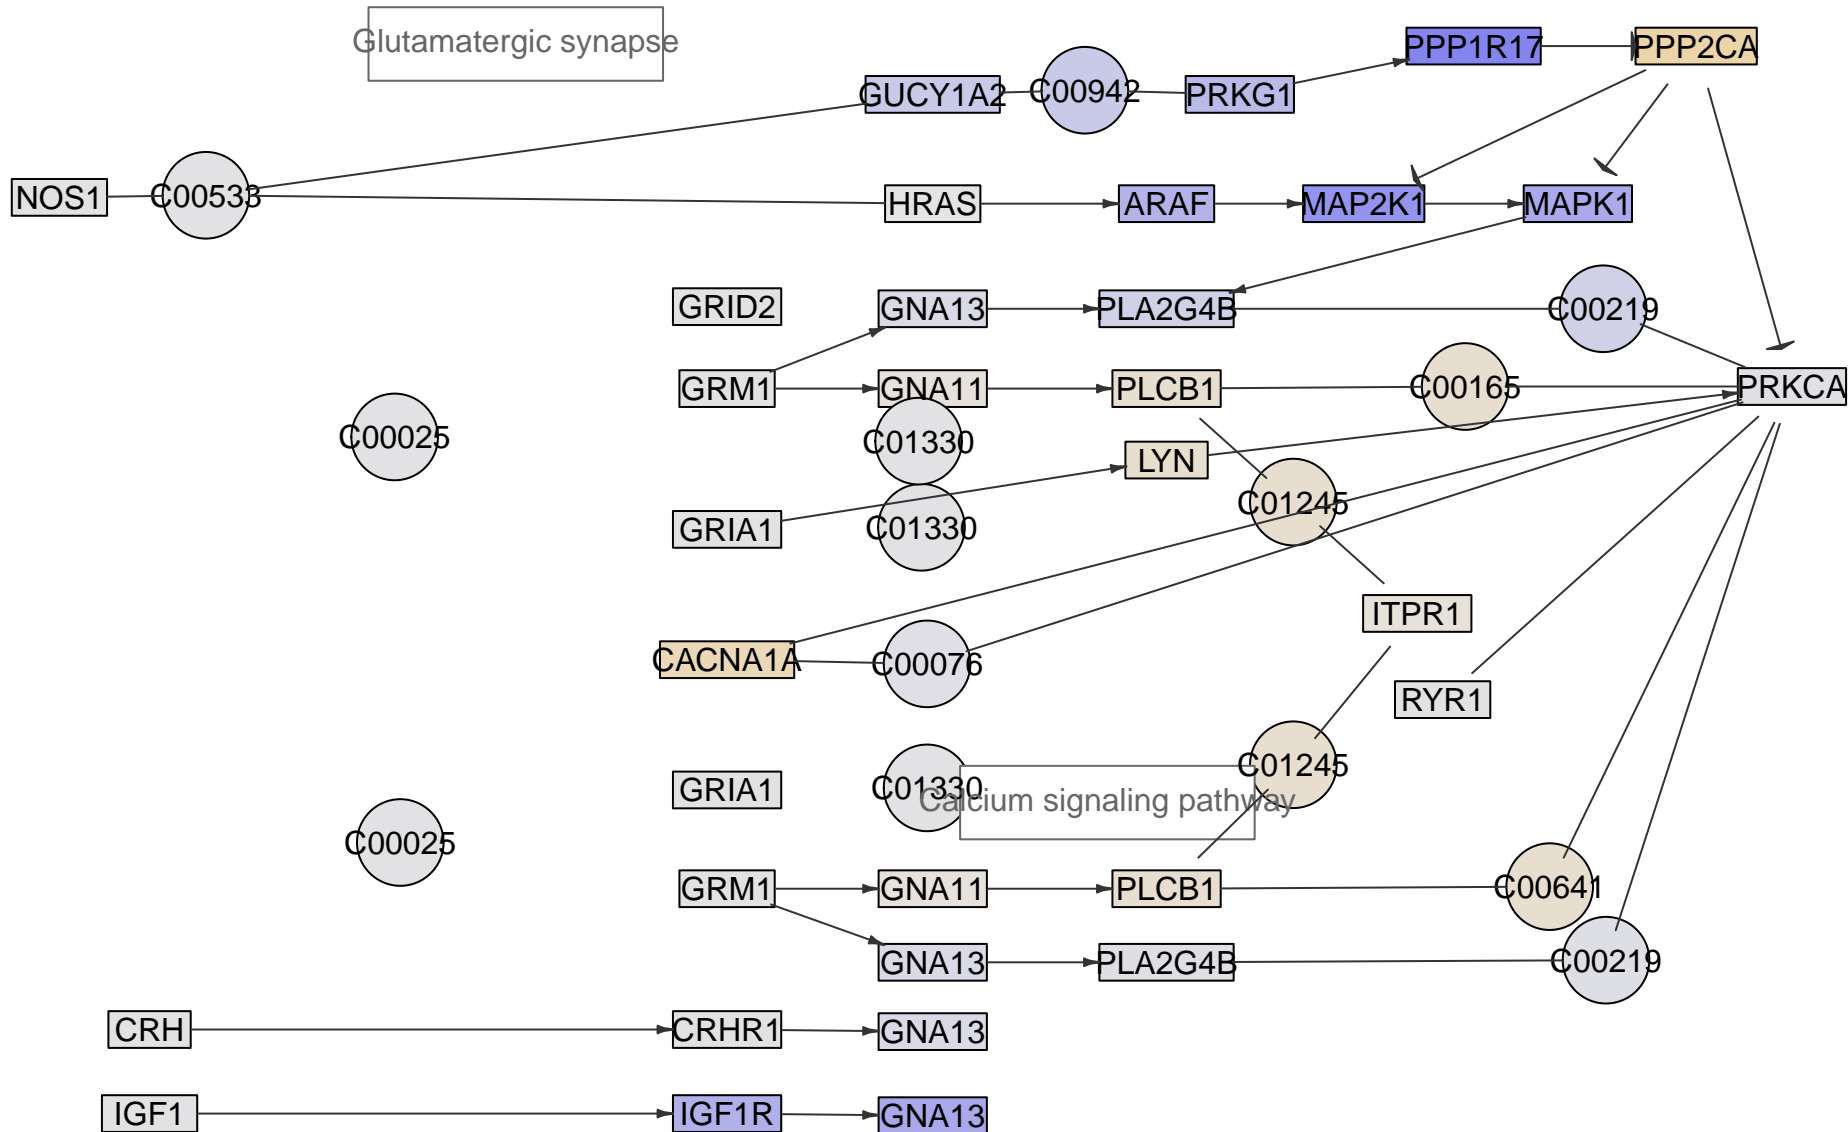 Glutamatergic synapse
PPP1R17
PPP2CA
GUCY1A2
C00942
PRKG1
NOS1
C00533
HRAS
ARAF
MAP2K1
MAPK1
GRID2
GNA13
PLA2G4B
C00219
GRM1
GNA11
PLCB1
C00165
PRKCA
C00025
C01330
LYN
GRIA1
C01330
C01245
ITPR1
CACNA1A
C00076
RYR1
GRIA1
C01330
C01245
Calcium signaling pathway
C00025
GRM1
GNA11
PLCB1
C00641
GNA13
PLA2G4B
C00219
CRH
CRHR1
GNA13
IGF1
IGF1R
GNA13